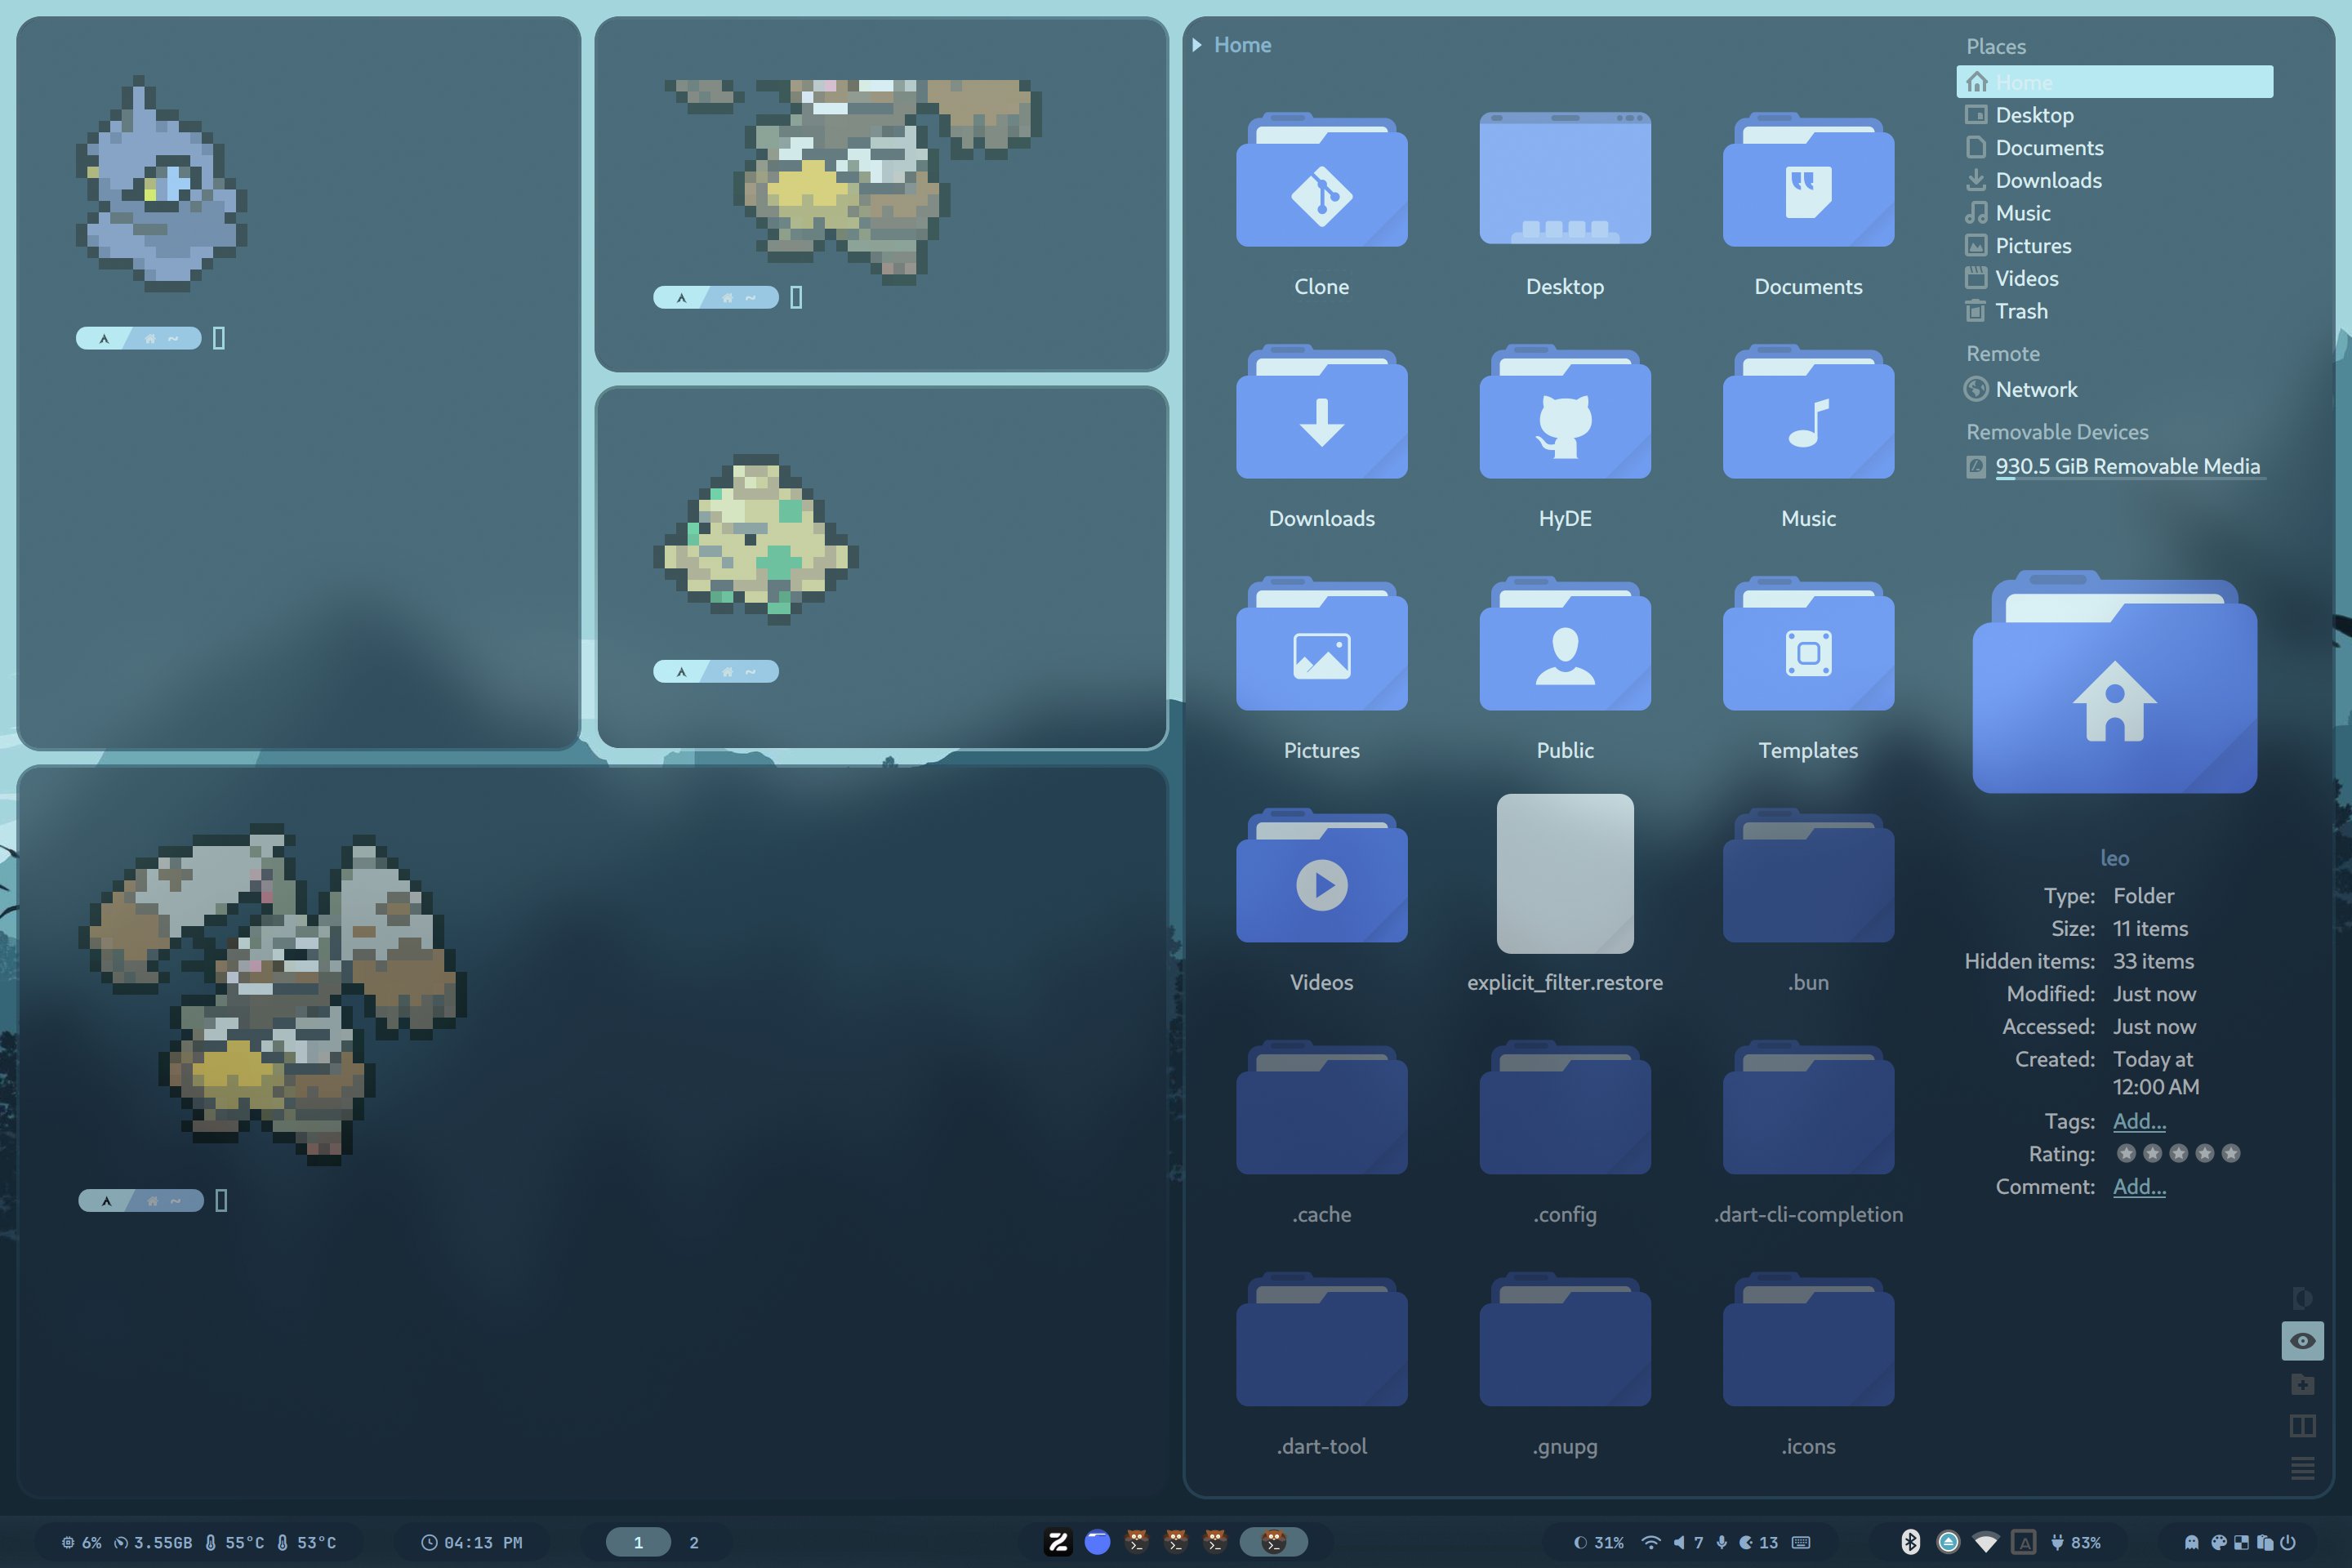 ~
~
~
~
Home
Clone
Desktop
Documents
Downloads
HyDE
Music
Pictures
Public
Templates
Videos
explicit_filter.restore
.bun
.cache
.config
.dart-cli-completion
.dart-tool
.gnupg
.icons
Places
Home
Desktop
Documents
Downloads
Music
Pictures
Videos
Trash
Remote
Network
Removable Devices
930.5 GiB Removable Media
leo
Type: Folder
Size: 11 items
Hidden items: 33 items
Modified: Just now
Accessed: Just now
Created: Today at
12:00 AM
Tags: Add...
Rating:
Comment: Add...
6% 3.55GB 55°C 53°C 04:13 PM 1 2 31% 7 13 A 83%